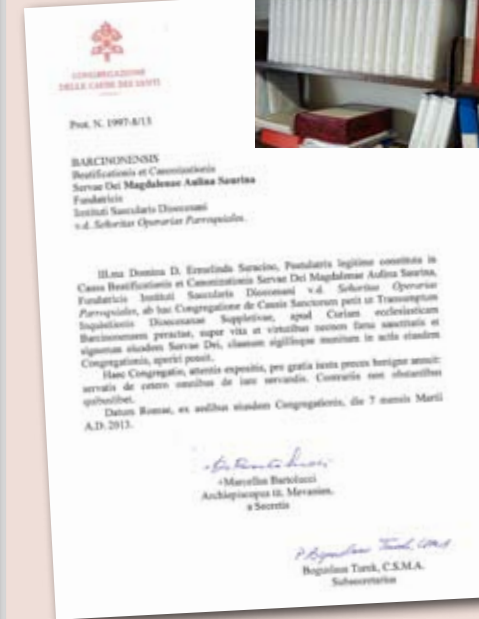 CONGREGAZIONE
DELLE CAUSE DEI SANTI
Prot. N. 1997-8/13
BARCINONENSIS
Beatificationis et Canonizationis
Servae Dei Magdalenae Aulina Saurina
Fundatricis
Instituti Saecularis Dioecesani
v.d. Señoritas Operarias Parroquiales.
Ill.ma Domina D. Ermelinda Saracino, Postulatrix legitime constituta in
Causa Beatificationis et Canonizationis Servae Dei Magdalenae Aulina Saurina,
Fundatricis Instituti Saecularis Dioecesani v.d. Señoritas Operarias
Parroquiales, ab hac Congregatione de Causis Sanctorum petit ut Transumptum
Inquisitionis Dioecesanae Suppletivae, apud Curiam ecclesiasticam
Barcinonensem peractae, super vita et virtutibus necnon fama sanctitatis et
signorum eiusdem Servae Dei, clausum sigillisque munitum in actis eiusdem
Congregationis, aperiri possit.
Haec Congregatio, attentis expositis, pro gratia iuxta preces benigne annuit:
servatis de cetero omnibus de iure servandis. Contrariis non obstantibus
quibuslibet.
Datum Romae, ex aedibus eiusdem Congregationis, die 7 mensis Martii
A.D. 2013.
+Marcellus Bartolucci
Archiepiscopus tit. Mevanien.
a Secretis
Boguslaus Turek, C.S.M.A.
Subsecretarius